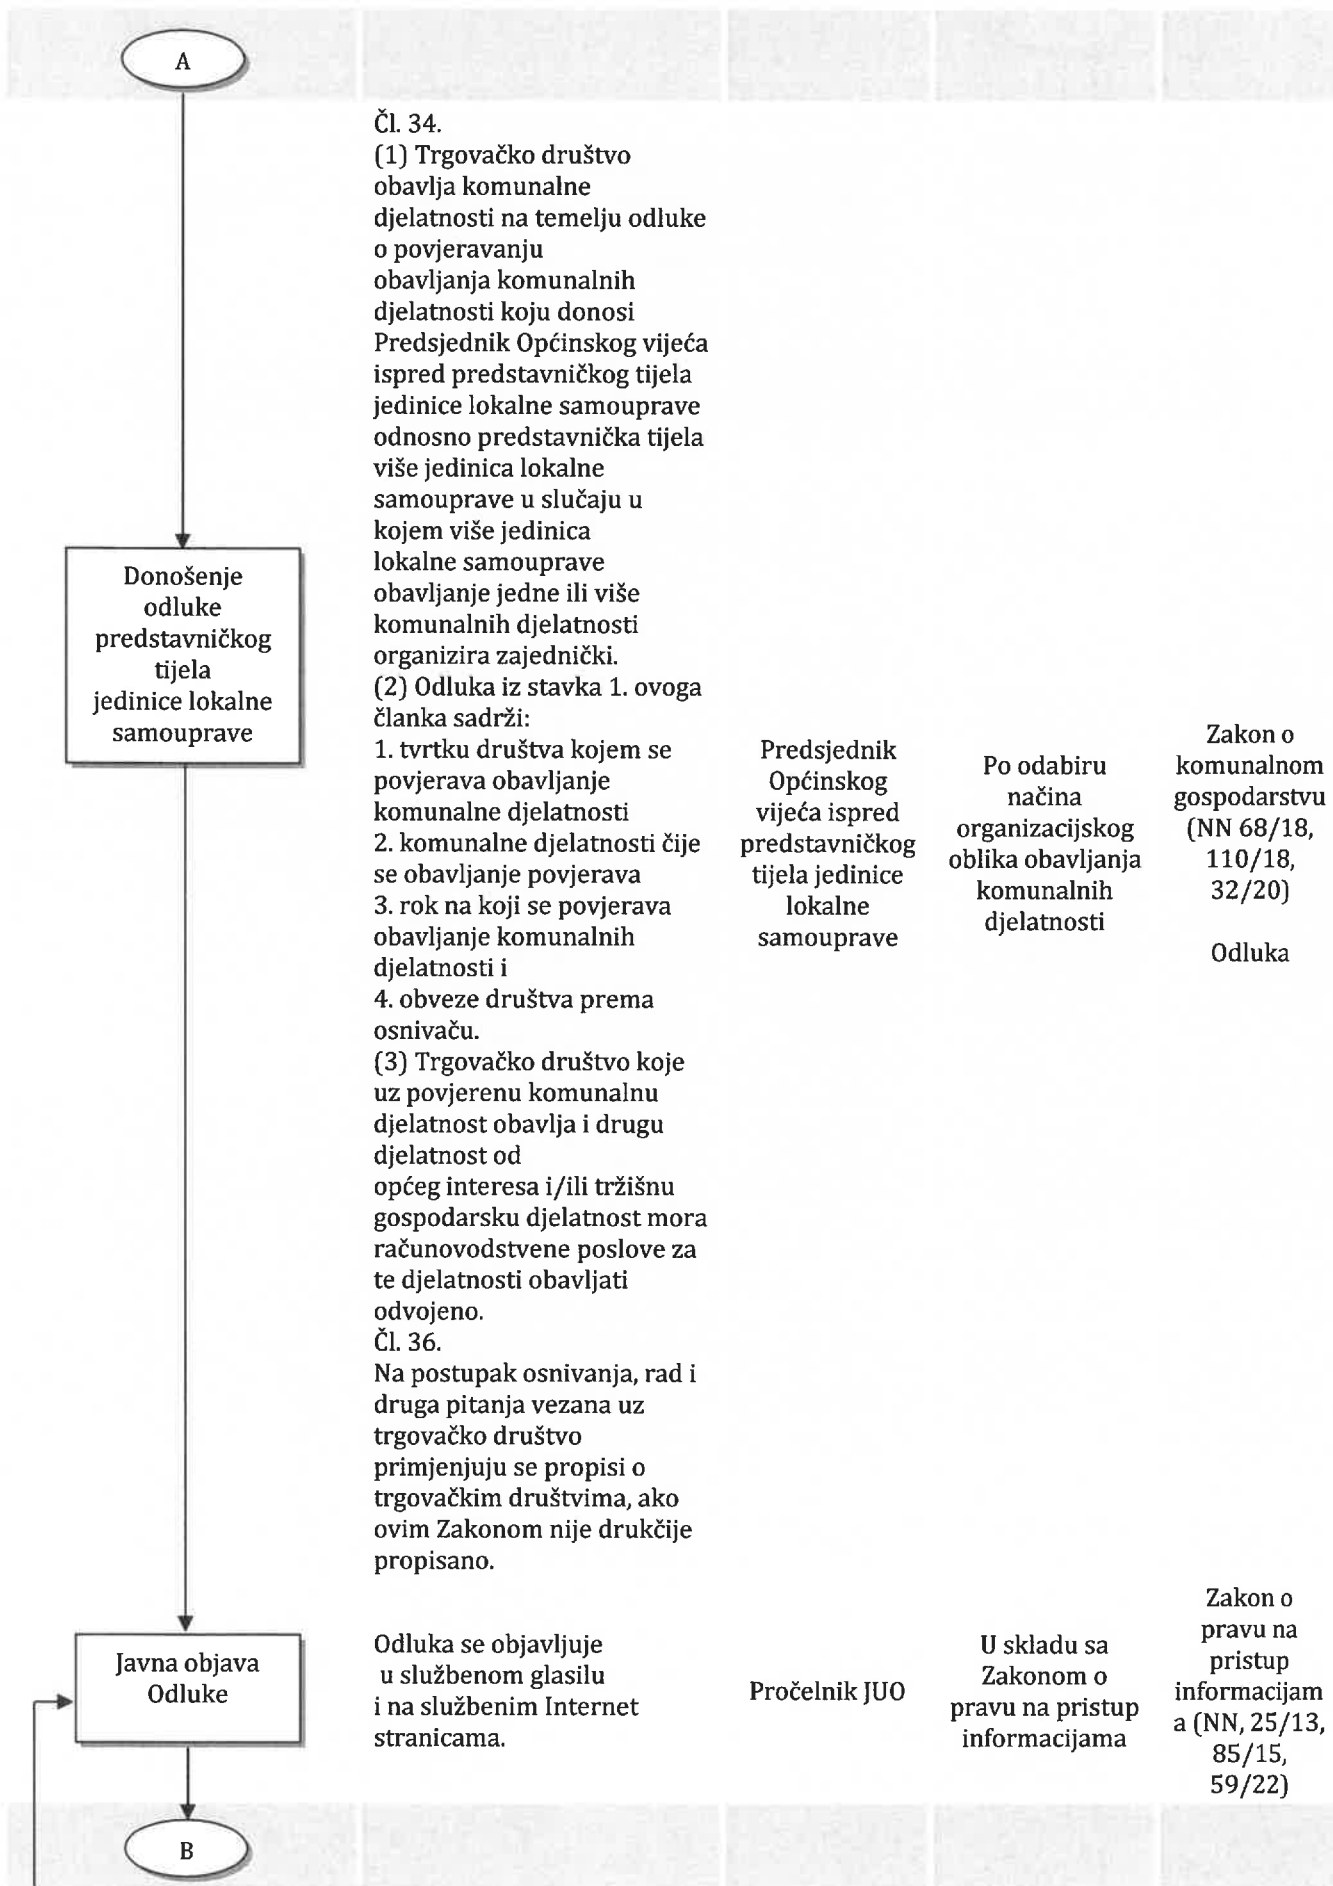 A
Čl. 34.
(1) Trgovačko društvo
obavlja komunalne
djelatnosti na temelju odluke
o povjeravanju
obavljanja komunalnih
djelatnosti koju donosi
Predsjednik Općinskog vijeća
ispred predstavničkog tijela
jedinice lokalne samouprave
odnosno predstavnička tijela
više jedinica lokalne
samouprave u slučaju u
kojem više jedinica
lokalne samouprave
obavljanje jedne ili više
komunalnih djelatnosti
organizira zajednički.
(2) Odluka iz stavka 1. ovoga
članka sadrži:
1. tvrtku društva kojem se
povjerava obavljanje
komunalne djelatnosti
2. komunalne djelatnosti čije
se obavljanje povjerava
3. rok na koji se povjerava
obavljanje komunalnih
djelatnosti i
4. obveze društva prema
osnivaču.
(3) Trgovačko društvo koje
uz povjerenu komunalnu
djelatnost obavlja i drugu
djelatnost od
općeg interesa i/ili tržišnu
gospodarsku djelatnost mora
računovodstvene poslove za
te djelatnosti obavljati
odvojeno.
Čl. 36.
Na postupak osnivanja, rad i
druga pitanja vezana uz
trgovačko društvo
primjenjuju se propisi o
trgovačkim društvima, ako
ovim Zakonom nije drukčije
propisano.
Donošenje
odluke
predstavničkog
tijela
jedinice lokalne
samouprave
Predsjednik
Općinskog
vijeća ispred
predstavničkog
tijela jedinice
lokalne
samouprave
Po odabiru
načina
organizacijskog
oblika obavljanja
komunalnih
djelatnosti
Zakon o
komunalnom
gospodarstvu
(NN 68/18,
110/18,
32/20)
Odluka
Javna objava
Odluke
Odluka se objavljuje
u službenom glasilu
i na službenim Internet
stranicama.
Pročelnik JUO
U skladu sa
Zakonom o
pravu na pristup
informacijama
Zakon o
pravu na
pristup
informacijam
a (NN, 25/13,
85/15,
59/22)
B